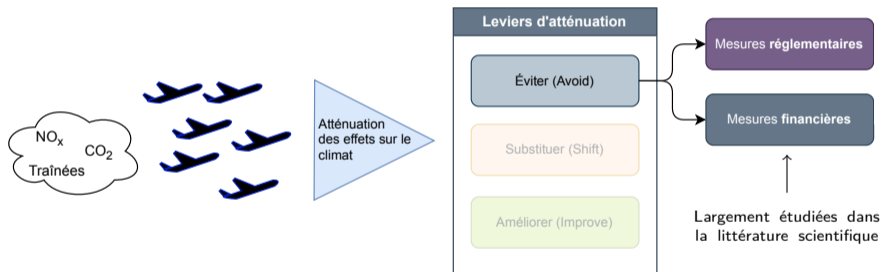 NOx
CO2
Traînées
Atténuation
des effets sur le
climat
Leviers d'atténuation
Éviter (Avoid)
Substituer (Shift)
Améliorer (Improve)
Mesures réglementaires
Mesures financières
Largement étudiées dans
la littérature scientifique